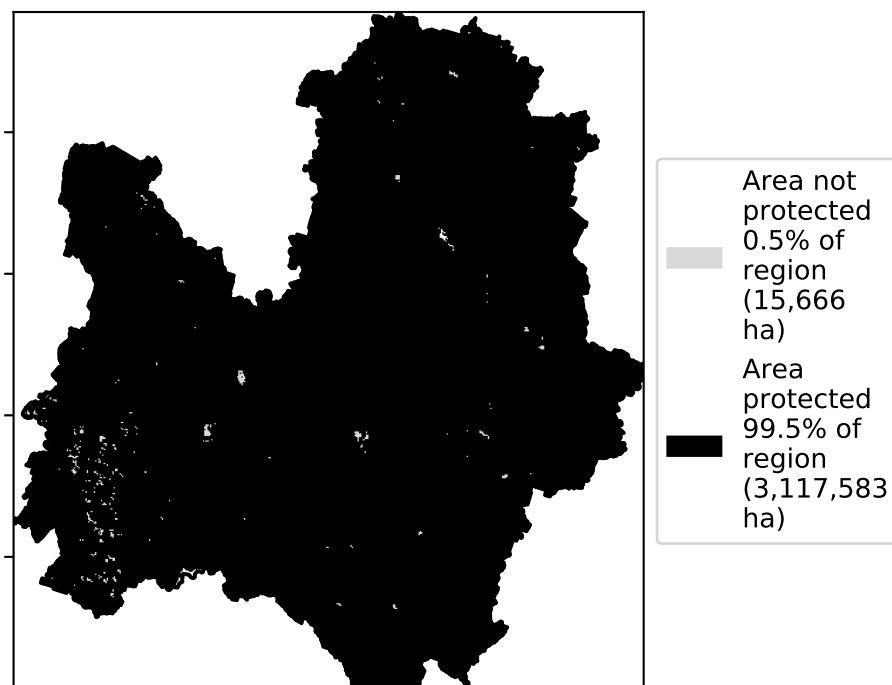 Area not
protected
0.5% of
region
(15,666
ha)
Area
protected
99.5% of
region
(3,117,583
ha)